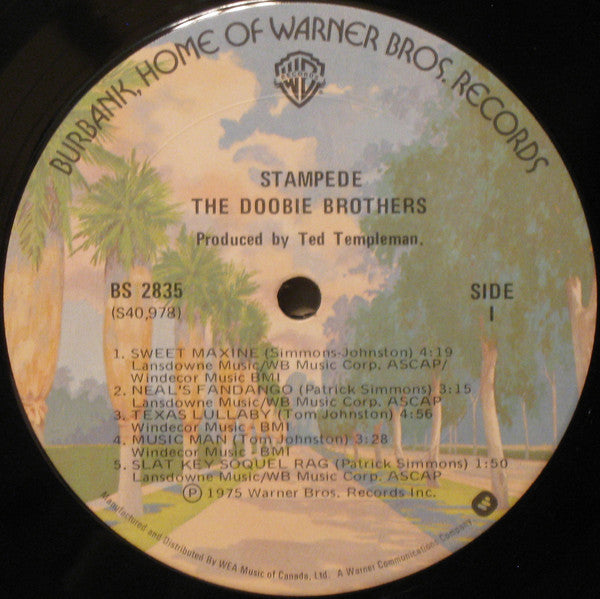 BURBANK, HOME OF WARNER BROS. RECORDS
STAMPEDE
THE DOOBIE BROTHERS
Produced by Ted Templeman.
BS 2835
(S40,978)
SIDE
1
1. SWEET MAXINE (Simmons-Johnston) 4:19
Lansdowne Music/WB Music Corp. ASCAP/
Windecor Music BMI
2. NEAL'S FANDANGO (Patrick Simmons) 3:15
Lansdowne Music/WB Music Corp. ASCAP
3. TEXAS LULLABY (Tom Johnston) 4:56
Windecor Music - BMI
4. MUSIC MAN (Tom Johnston) 3:28
Windecor Music - BMI
5. SLAT KEY SOQUEL RAG (Patrick Simmons) 1:50
Lansdowne Music/WB Music Corp. ASCAP
Ⓟ 1975 Warner Bros. Records Inc.
Manufactured and Distributed By WEA Music of Canada, Ltd. A Warner Communications Company.